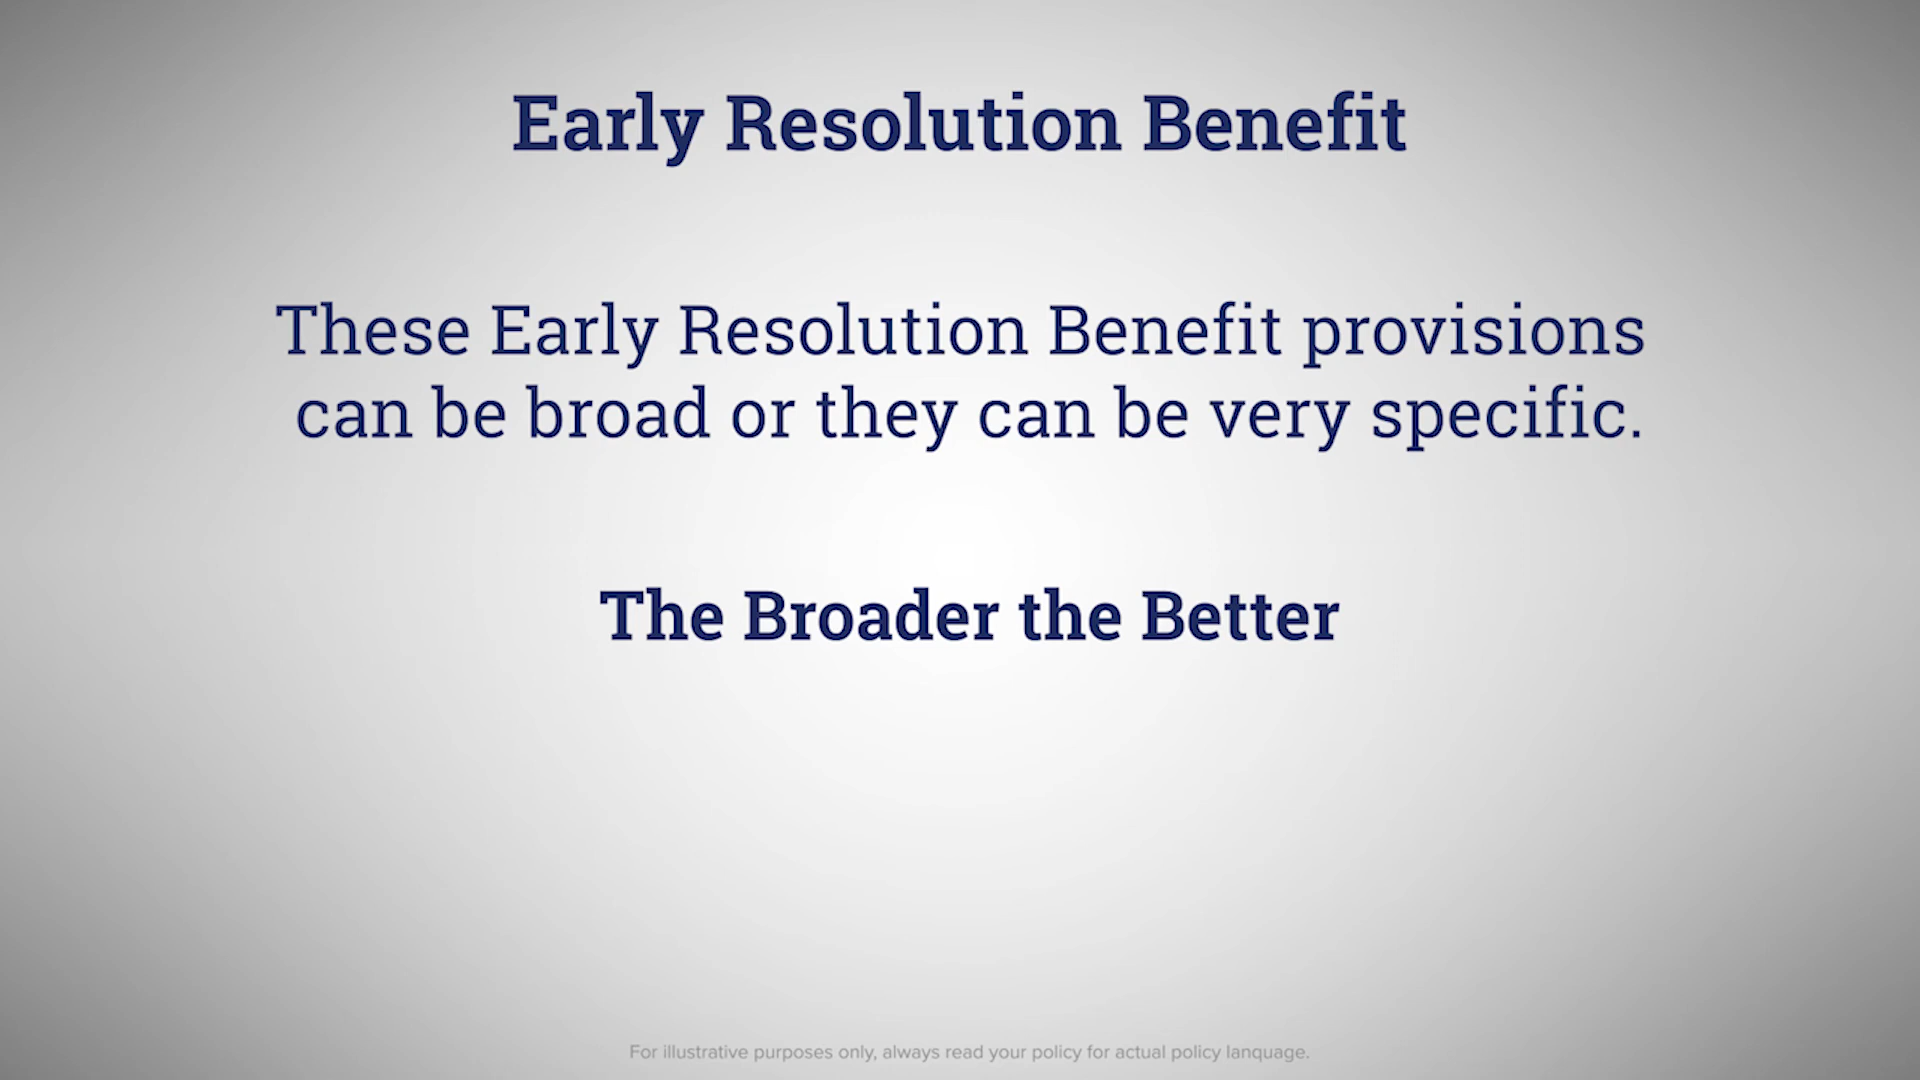 Early Resolution Benefit
These Early Resolution Benefit provisions
can be broad or they can be very specific.
The Broader the Better
For illustrative purposes only, always read your policy for actual policy language.